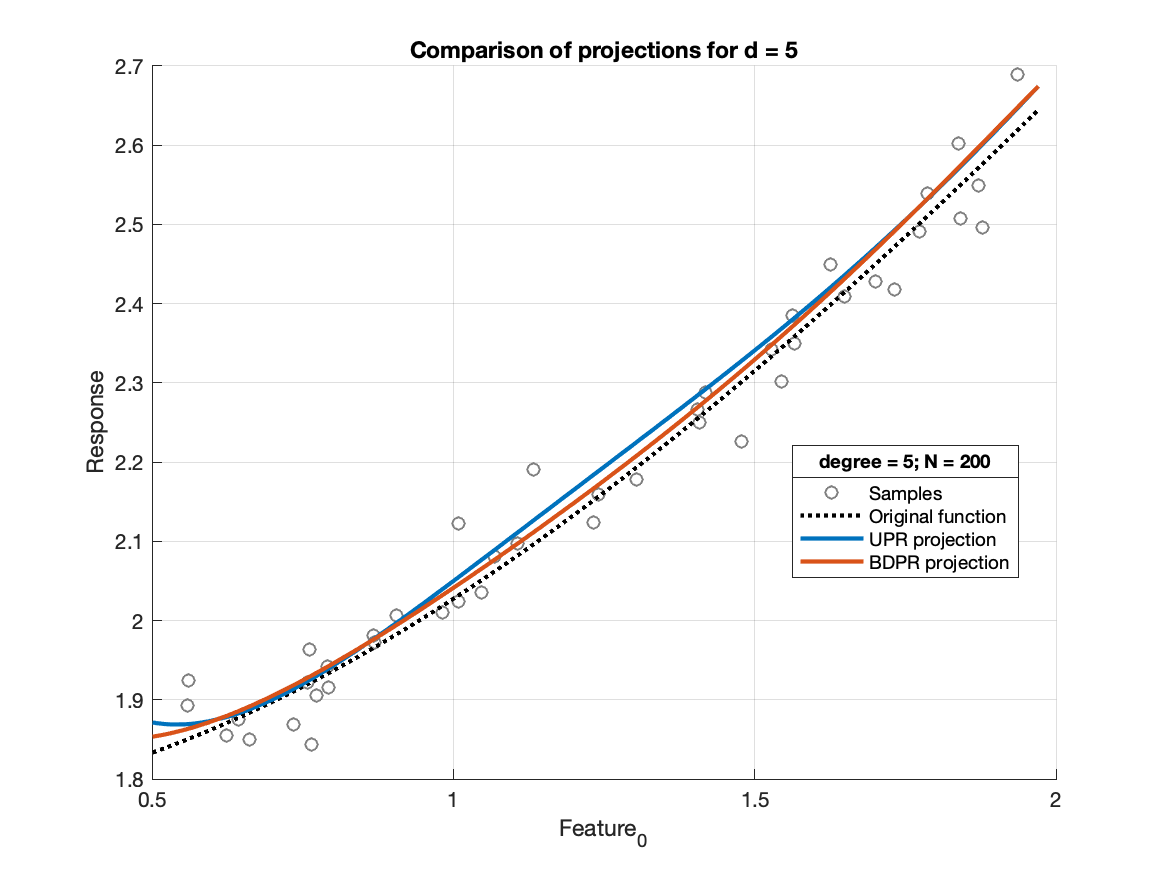 Comparison of projections for d = 5
2.7
2.6
2.5
2.4
2.3
2.2
2.1
2
1.9
1.8
Response
degree = 5; N = 200
Samples
Original function
UPR projection
BDPR projection
0.5
1
1.5
2
Feature0